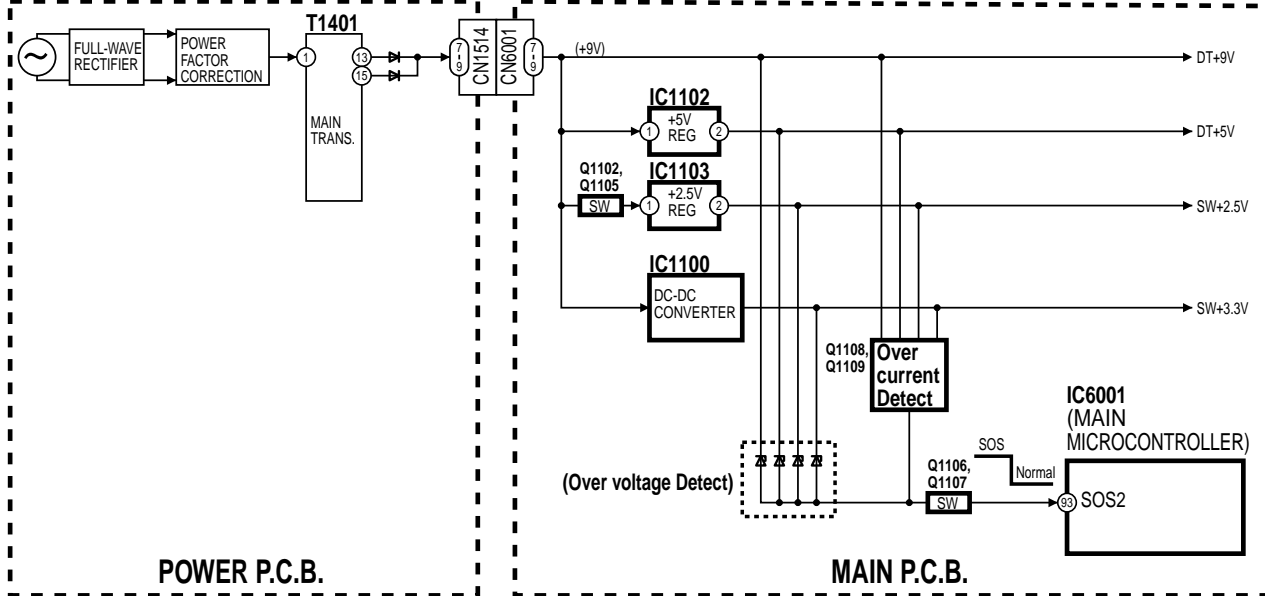 T1401
FULL-WAVE
RECTIFIER
POWER
FACTOR
CORRECTION
1
13
15
MAIN
TRANS.
7-9
CN1514
CN6001
7-9
(+9V)
DT+9V
IC1102
1
+5V
REG
2
DT+5V
Q1102,
Q1105
SW
IC1103
1
+2.5V
REG
2
SW+2.5V
IC1100
DC-DC
CONVERTER
SW+3.3V
Q1108,
Q1109
Over
current
Detect
(Over voltage Detect)
Q1106,
Q1107
SW
SOS
Normal
IC6001
(MAIN
MICROCONTROLLER)
93
SOS2
POWER P.C.B.
MAIN P.C.B.